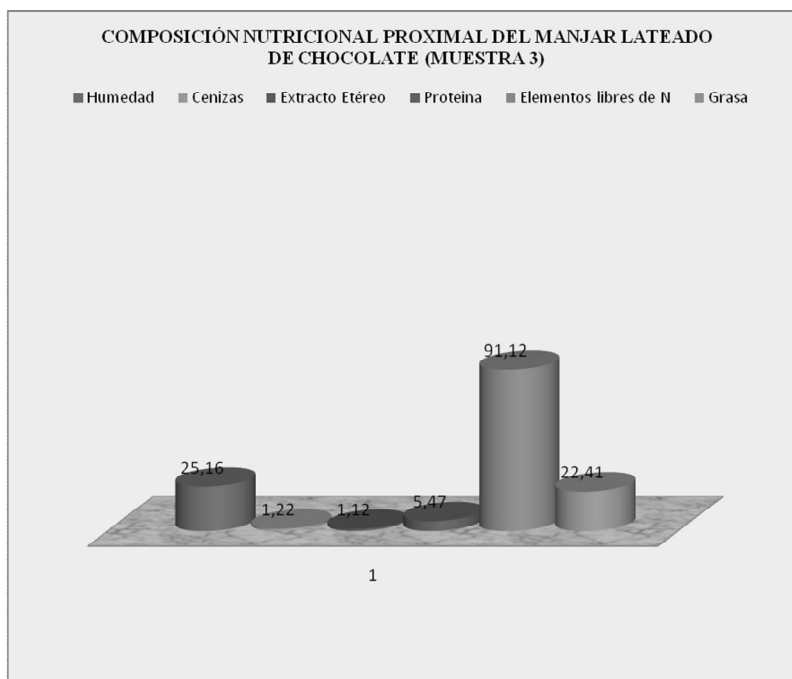 COMPOSICIÓN NUTRICIONAL PROXIMAL DEL MANJAR LATEADO
DE CHOCOLATE (MUESTRA 3)
Humedad Cenizas Extracto Etéreo Proteina Elementos libres de N Grasa
91,12
25,16
22,41
1,22
1,12
5,47
1